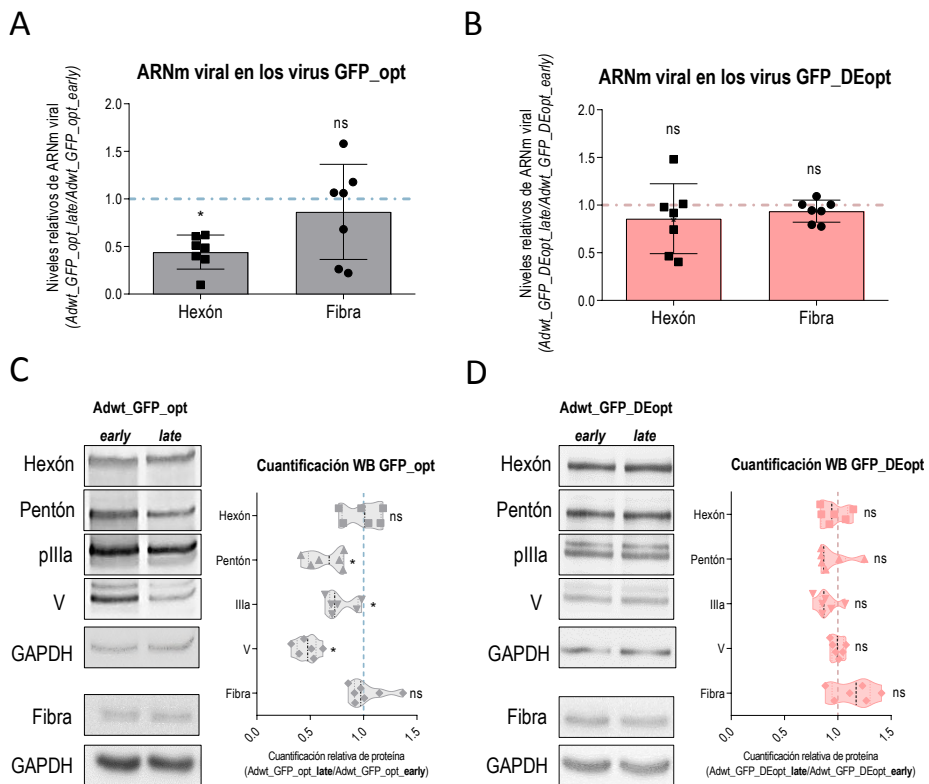 A
ARNm viral en los virus GFP_opt
Niveles relativos de ARNm viral
(Adwt_GFP_opt_late/Adwt_GFP_opt_early)
2.0
1.5
1.0
0.5
0.0
*
ns
Hexón
Fibra
B
ARNm viral en los virus GFP_DEopt
Niveles relativos de ARNm viral
(Adwt_GFP_DEopt_late/Adwt_GFP_DEopt_early)
2.0
1.5
1.0
0.5
0.0
ns
ns
Hexón
Fibra
C
Adwt_GFP_opt
early late
Hexón
Pentón
pIIIa
V
GAPDH
Fibra
GAPDH
Cuantificación WB GFP_opt
Hexón
ns
Pentón
*
IIIa
*
V
*
Fibra
ns
0.0 0.5 1.0 1.5
Cuantificación relativa de proteína
(Adwt_GFP_opt_late/Adwt_GFP_opt_early)
D
Adwt_GFP_DEopt
early late
Hexón
Pentón
pIIIa
V
GAPDH
Fibra
GAPDH
Cuantificación WB GFP_DEopt
Hexón
ns
Pentón
ns
IIIa
ns
V
ns
Fibra
ns
0.0 0.5 1.0 1.5
Cuantificación relativa de proteína
(Adwt_GFP_DEopt_late/Adwt_GFP_DEopt_early)